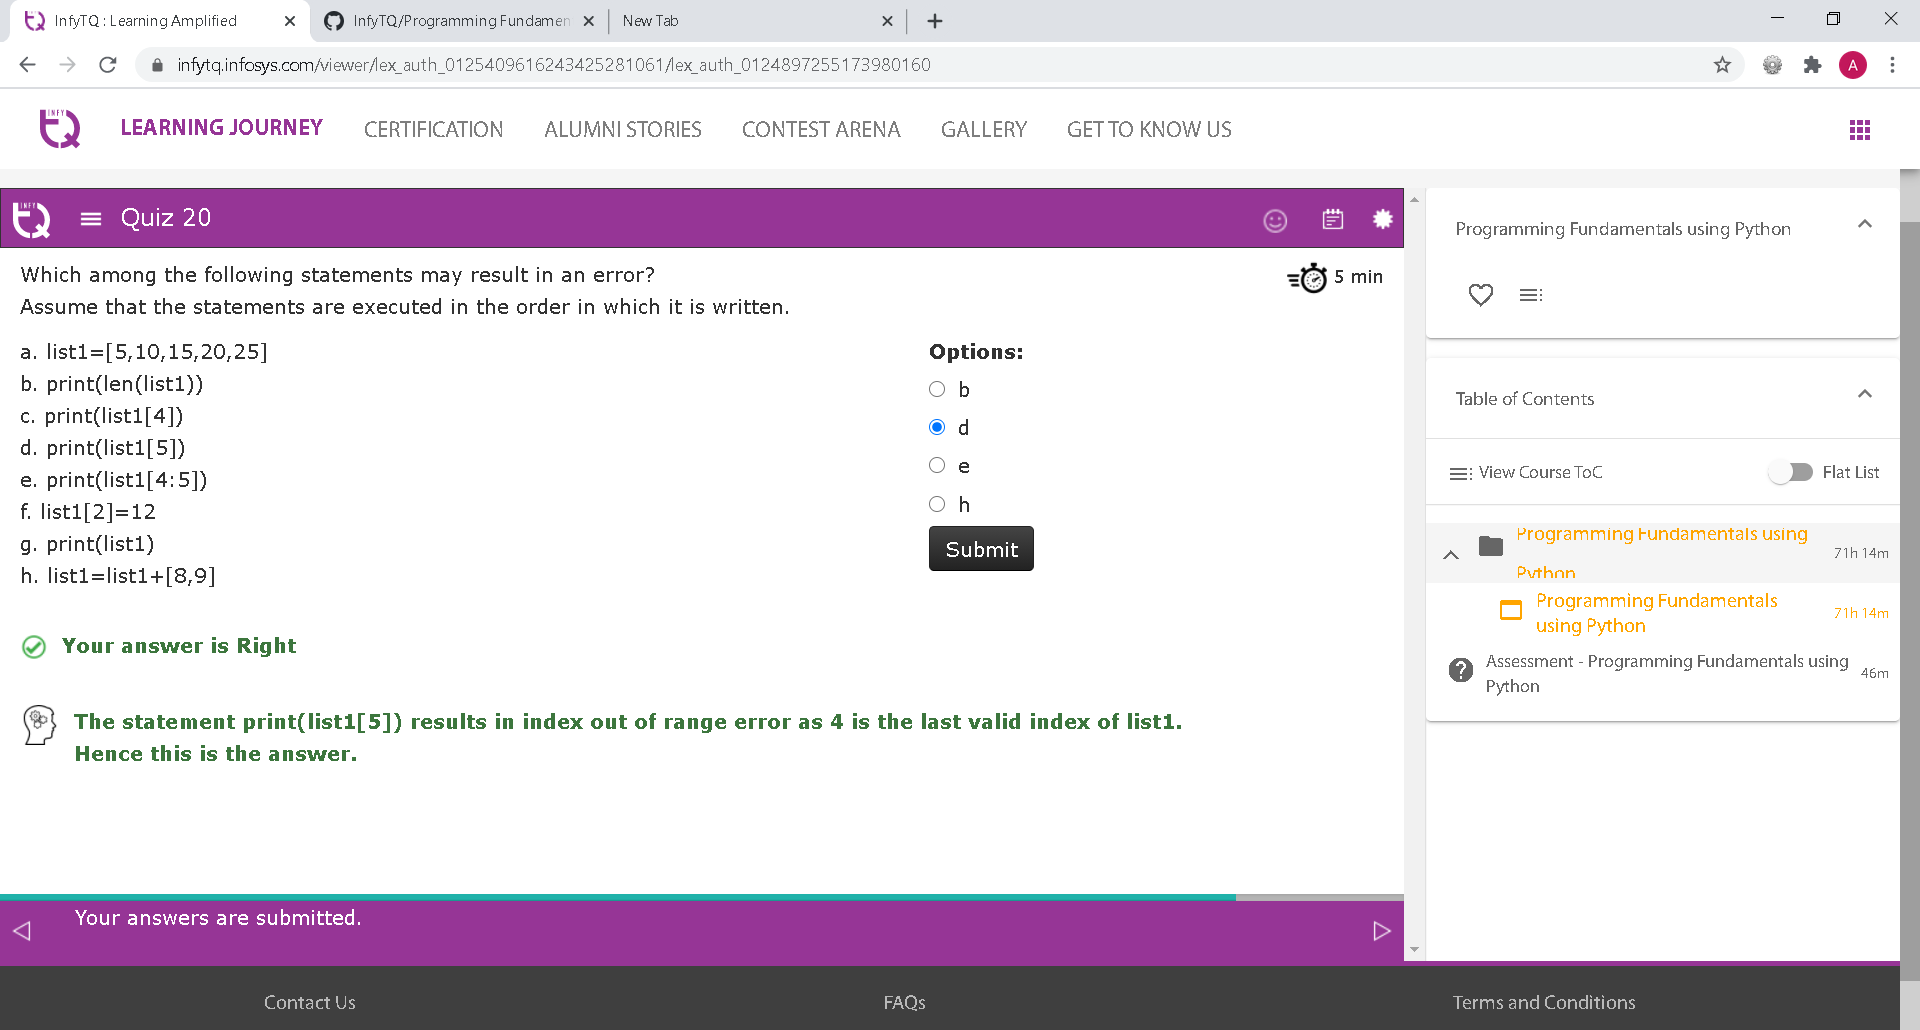 InfyTQ : Learning Amplified
InfyTQ/Programming Fundamen
New Tab
infytq.infosys.com/viewer/lex_auth_0125409616243425281061/lex_auth_0124897255173980160
A
INFY
TQ
LEARNING JOURNEY
CERTIFICATION
ALUMNI STORIES
CONTEST ARENA
GALLERY
GET TO KNOW US
INFY
TQ
Quiz 20
Which among the following statements may result in an error?
5 min
Assume that the statements are executed in the order in which it is written.
a. list1=[5,10,15,20,25]
b. print(len(list1))
c. print(list1[4])
d. print(list1[5])
e. print(list1[4:5])
f. list1[2]=12
g. print(list1)
h. list1=list1+[8,9]
Options:
b
d
e
h
Submit
Your answer is Right
The statement print(list1[5]) results in index out of range error as 4 is the last valid index of list1.
Hence this is the answer.
Your answers are submitted.
Programming Fundamentals using Python
Table of Contents
View Course ToC
Flat List
Programming Fundamentals using
Python
71h 14m
Programming Fundamentals
using Python
71h 14m
Assessment - Programming Fundamentals using
Python
46m
Contact Us
FAQs
Terms and Conditions